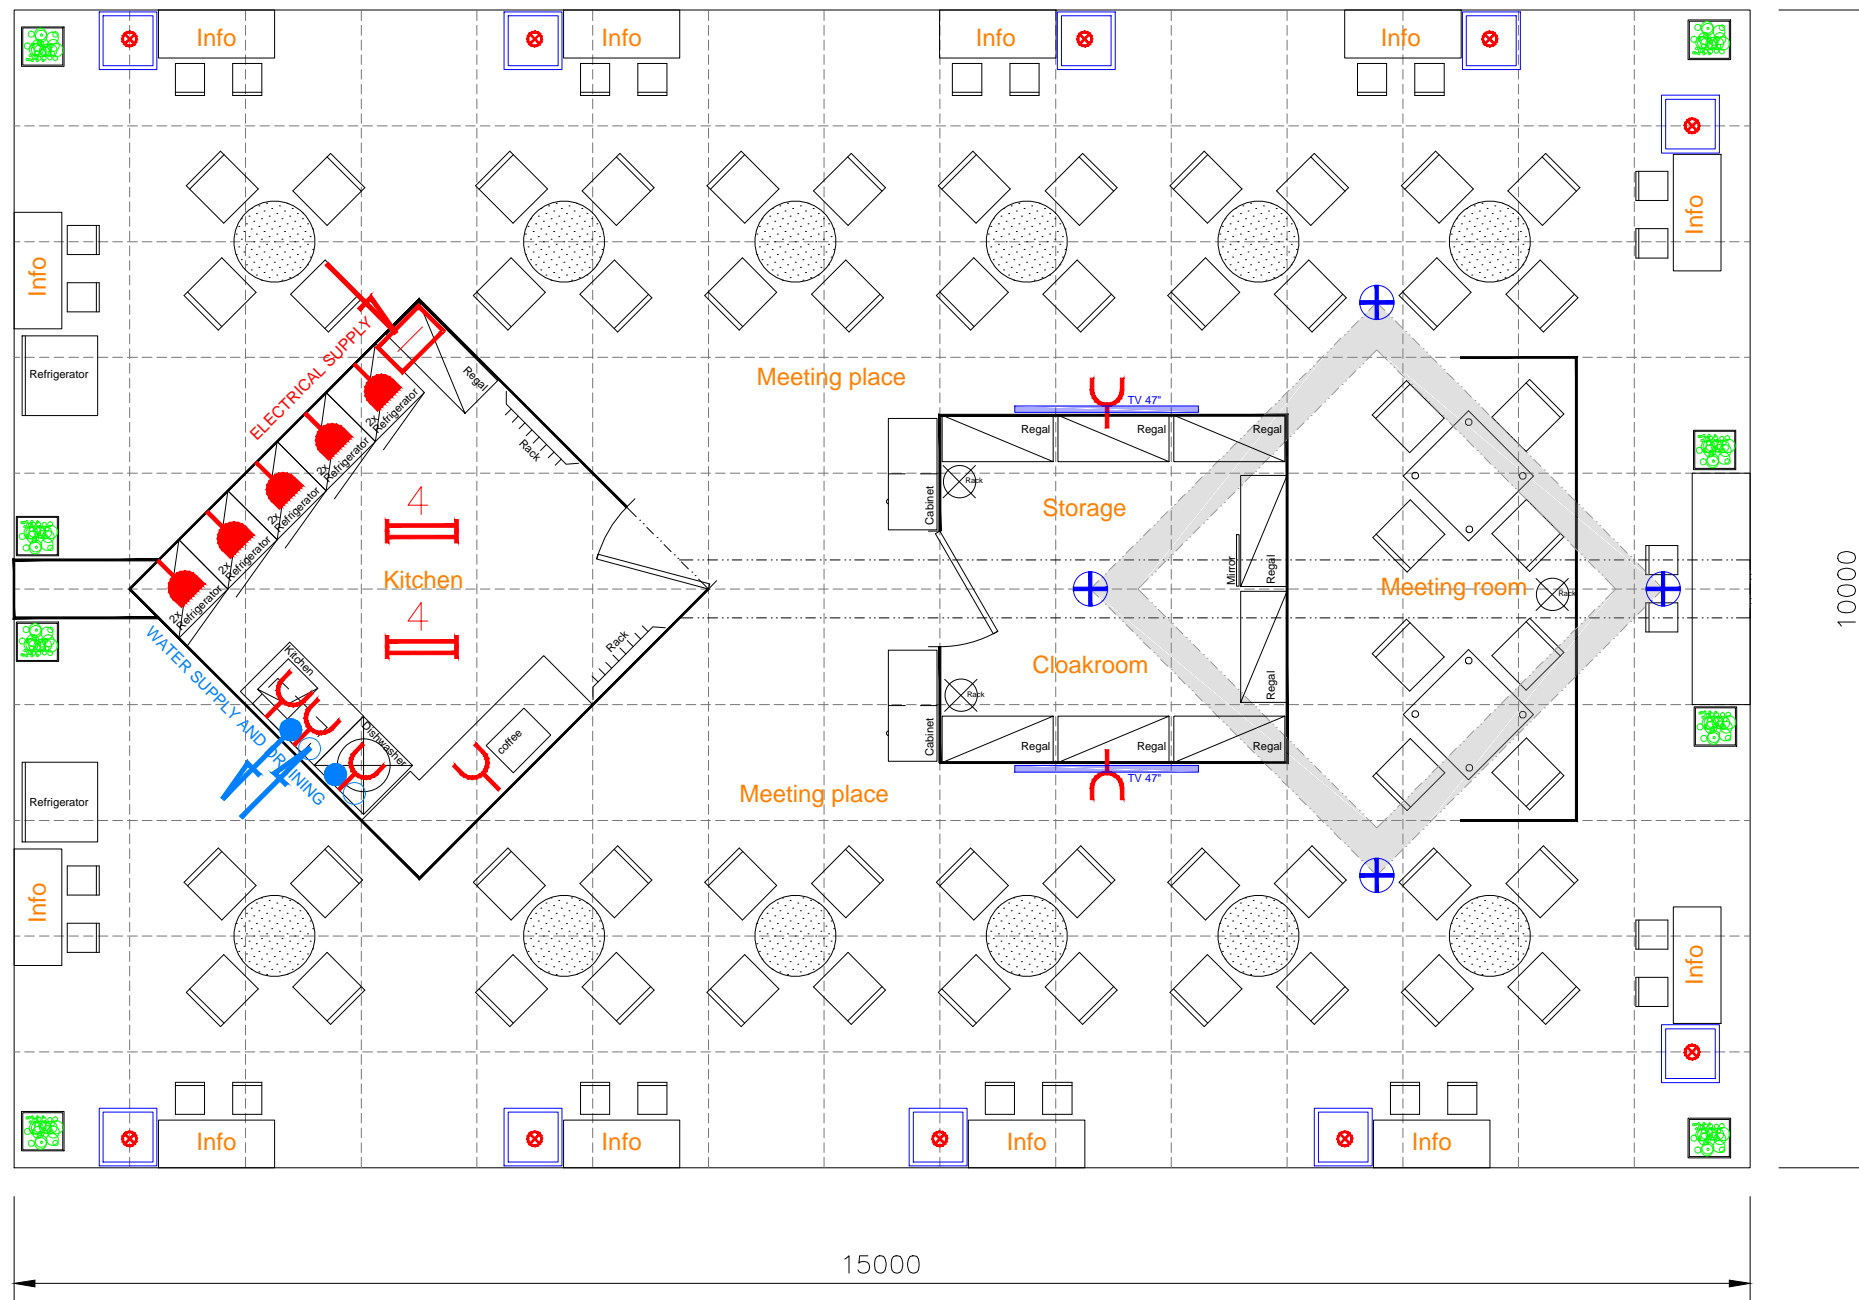 Info
Info
Info
Info
Info
Info
Refrigerator
ELECTRICAL SUPPLY
Regal
Rack
2x
Refrigerator
2x
Refrigerator
2x
Refrigerator
2x
Refrigerator
2x
Refrigerator
4
Kitchen
4
Rack
Kitchen
Dishwasher
coffee
WATER SUPPLY AND DRAINING
Meeting place
TV 47"
Regal
Regal
Regal
Cabinet
Rack
Storage
Mirror
Regal
Meeting room
Rack
Cloakroom
Regal
Rack
Cabinet
Regal
Regal
Regal
TV 47"
Meeting place
Refrigerator
Info
Info
Info
Info
Info
Info
10000
15000